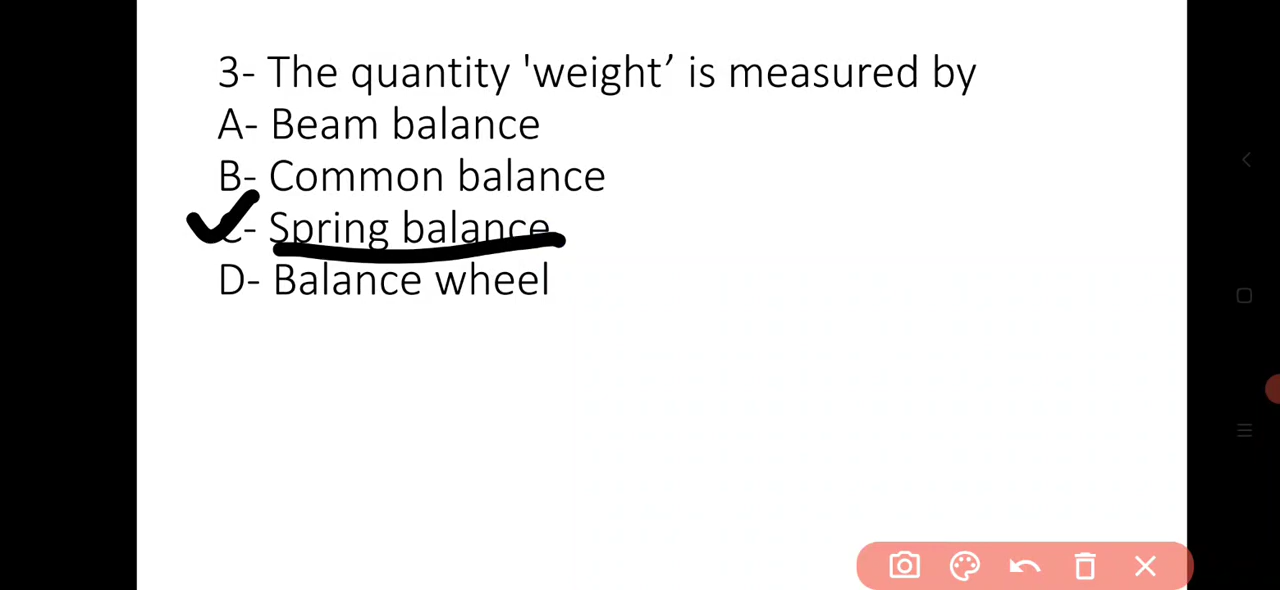 3- The quantity 'weight’ is measured by
A- Beam balance
B- Common balance
C- Spring balance
D- Balance wheel